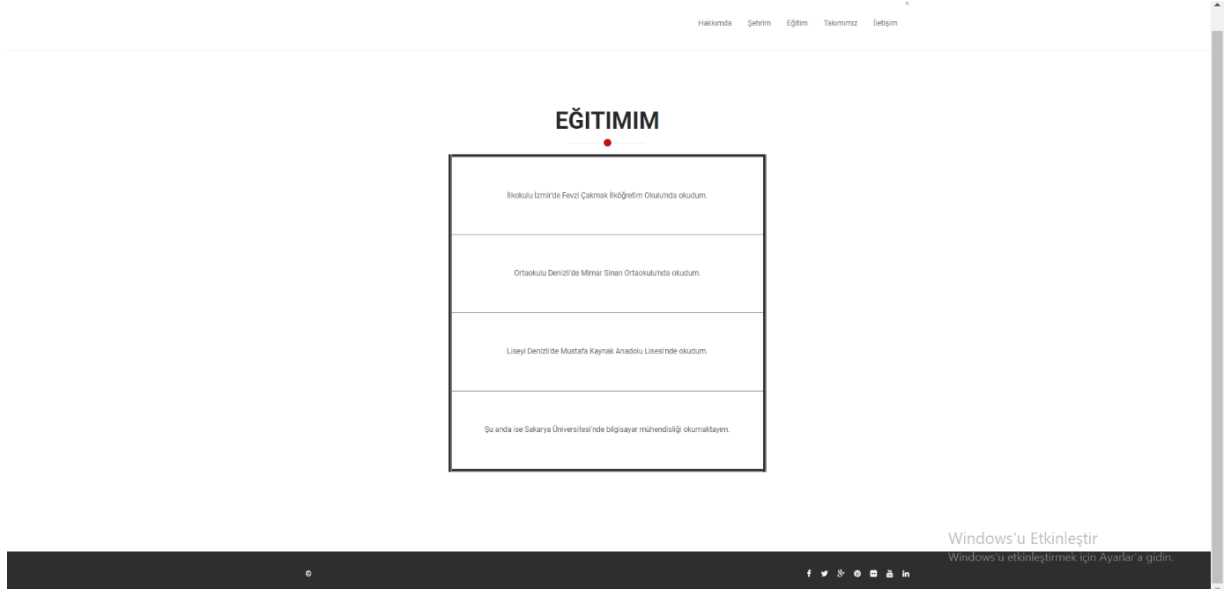 Hakkımda Şehrim Eğitim Takımımız İletişim
EĞITIMIM
İlkokulu İzmir'de Fevzi Çakmak İlköğretim Okulu'nda okudum.
Ortaokulu Denizli'de Mimar Sinan Ortaokulu'nda okudum.
Liseyi Denizli'de Mustafa Kaynak Anadolu Lisesi'nde okudum.
Şu anda ise Sakarya Üniversitesi'nde bilgisayar mühendisliği okumaktayım.
Windows'u Etkinleştir
Windows'u etkinleştirmek için Ayarlar'a gidin.
©